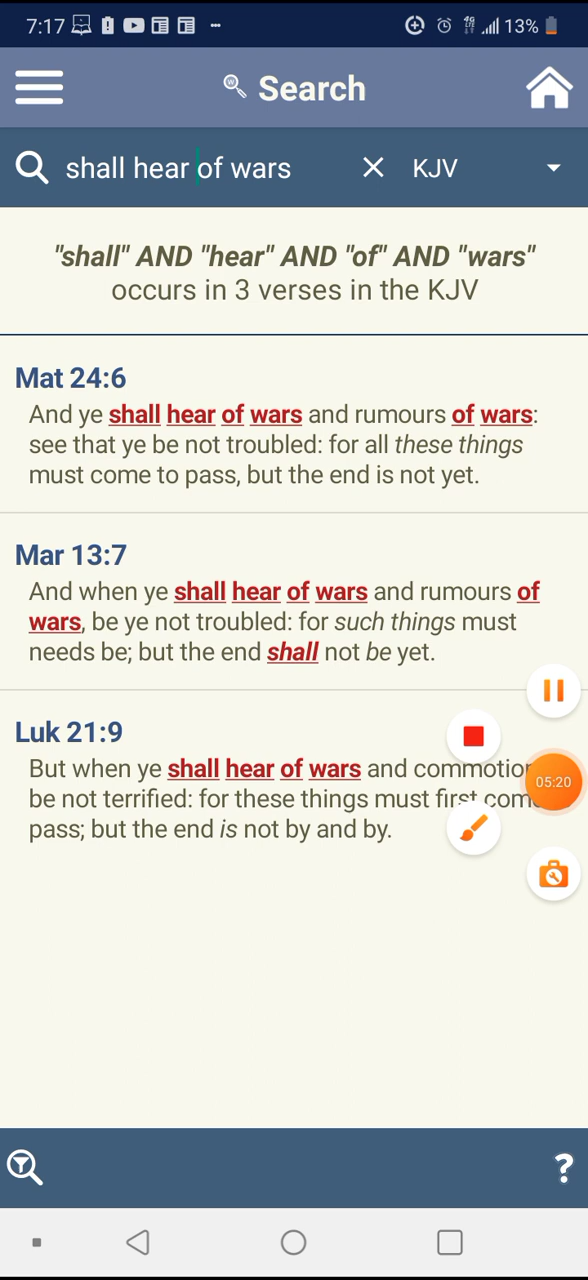 7:17
4G
13%
Search
shall hear of wars
KJV
"shall" AND "hear" AND "of" AND "wars"
occurs in 3 verses in the KJV
Mat 24:6
And ye shall hear of wars and rumours of wars:
see that ye be not troubled: for all these things
must come to pass, but the end is not yet.
Mar 13:7
And when ye shall hear of wars and rumours of
wars, be ye not troubled: for such things must
needs be; but the end shall not be yet.
Luk 21:9
But when ye shall hear of wars and commotion
be not terrified: for these things must first come
05:20
pass; but the end is not by and by.
?